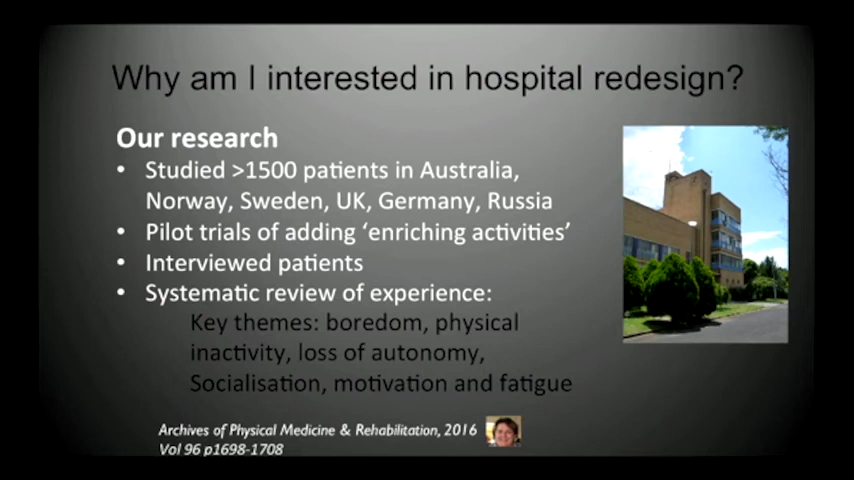 Why am I interested in hospital redesign?
Our research
• Studied >1500 patients in Australia,
Norway, Sweden, UK, Germany, Russia
• Pilot trials of adding ‘enriching activities’
• Interviewed patients
• Systematic review of experience:
Key themes: boredom, physical
inactivity, loss of autonomy,
Socialisation, motivation and fatigue
Archives of Physical Medicine & Rehabilitation, 2016
Vol 96 p1698-1708